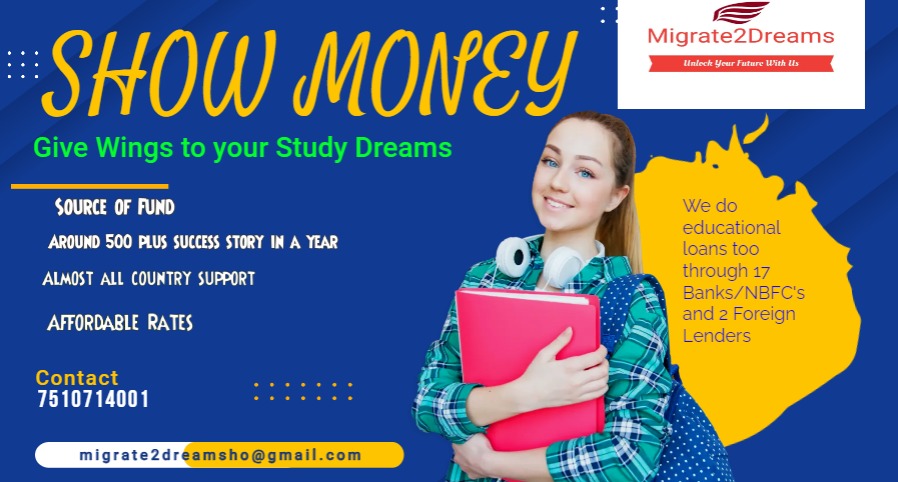 SHOW MONEY
Migrate2Dreams
Unlock Your Future With Us
Give Wings to your Study Dreams
Source of Fund
Around 500 plus success story in a year
Almost all country support
Affordable Rates
We do
educational
loans too
through 17
Banks/NBFC's
and 2 Foreign
Lenders
Contact
7510714001
migrate2dreamsho@gmail.com